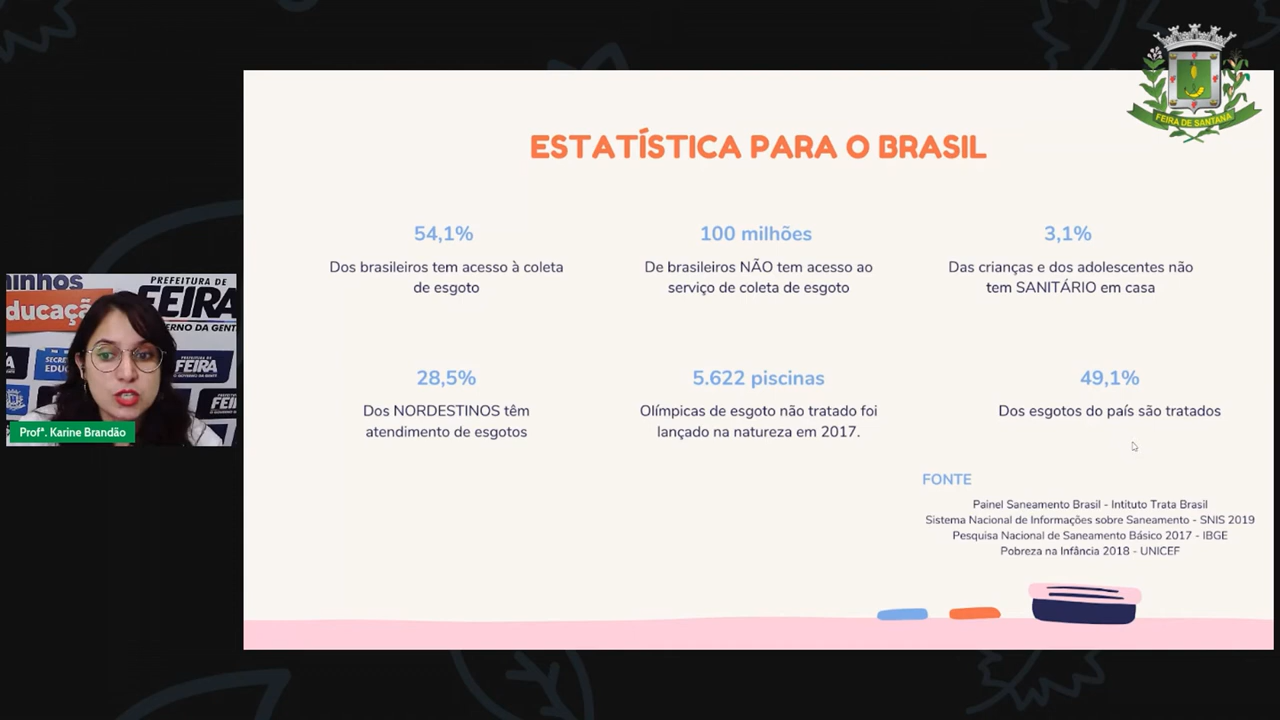 FEIRA DE SANTANA
ESTATÍSTICA PARA O BRASIL
54,1%
Dos brasileiros tem acesso à coleta
de esgoto
100 milhões
De brasileiros NÃO tem acesso ao
serviço de coleta de esgoto
3,1%
Das crianças e dos adolescentes não
tem SANITÁRIO em casa
28,5%
Dos NORDESTINOS têm
atendimento de esgotos
5.622 piscinas
Olímpicas de esgoto não tratado foi
lançado na natureza em 2017.
49,1%
Dos esgotos do país são tratados
FONTE
Painel Saneamento Brasil - Intituto Trata Brasil
Sistema Nacional de Informações sobre Saneamento - SNIS 2019
Pesquisa Nacional de Saneamento Básico 2017 - IBGE
Pobreza na Infância 2018 - UNICEF
PREFEITURA DE
FEIRA
FEIRA
Profª. Karine Brandão